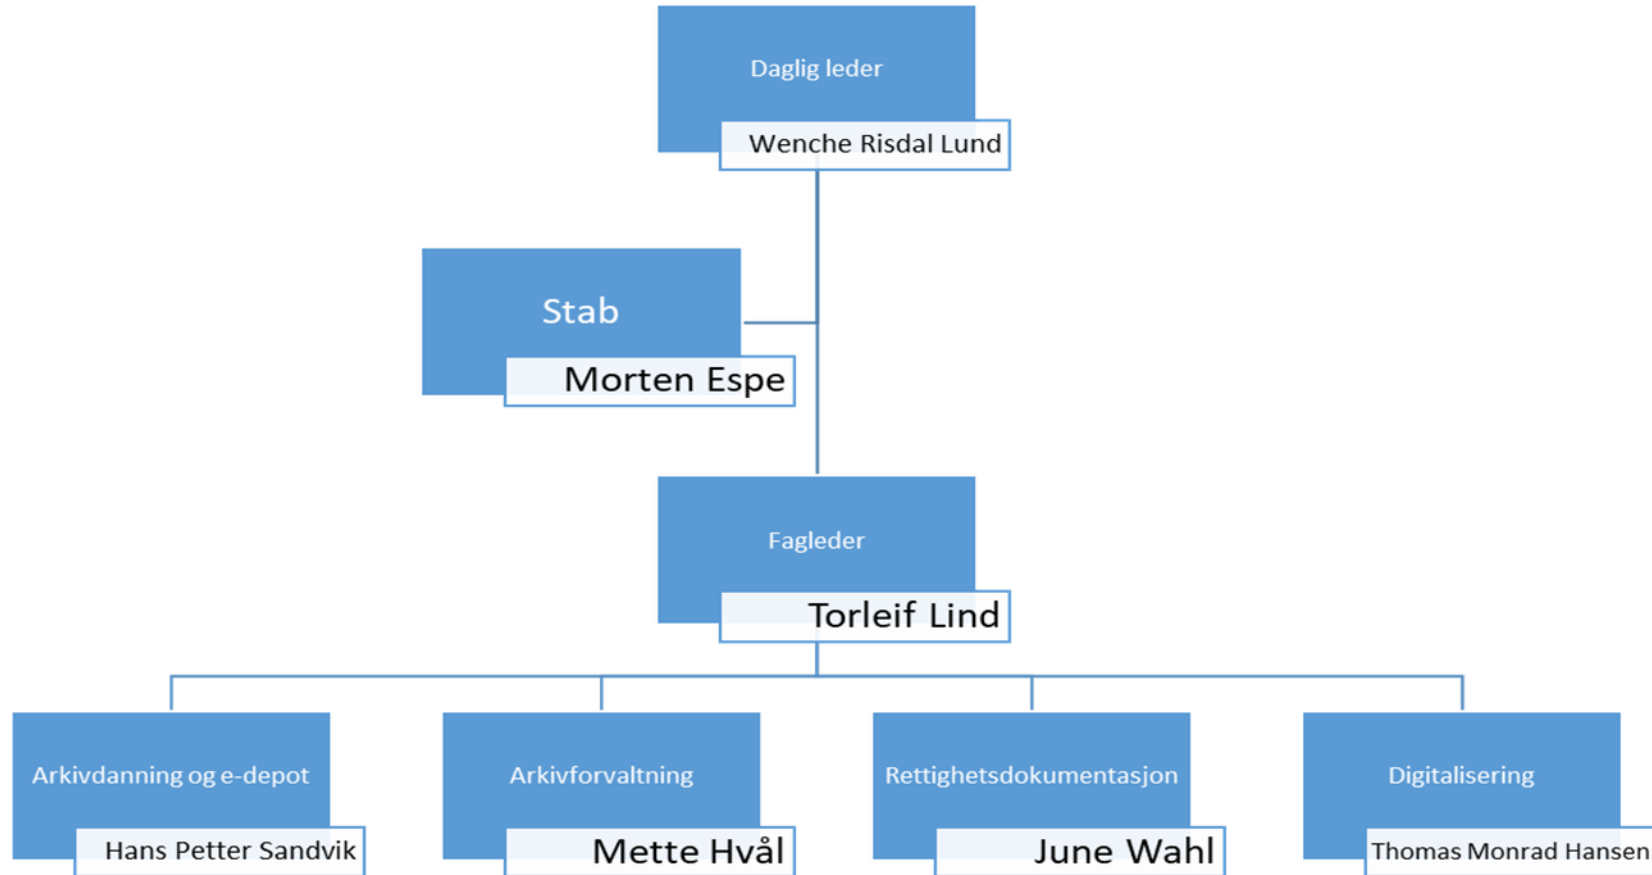 Daglig leder
Wenche Risdal Lund
Stab
Morten Espe
Fagleder
Torleif Lind
Arkivdanning og e-depot
Hans Petter Sandvik
Arkivforvaltning
Mette Hvål
Rettighetsdokumentasjon
June Wahl
Digitalisering
Thomas Monrad Hansen